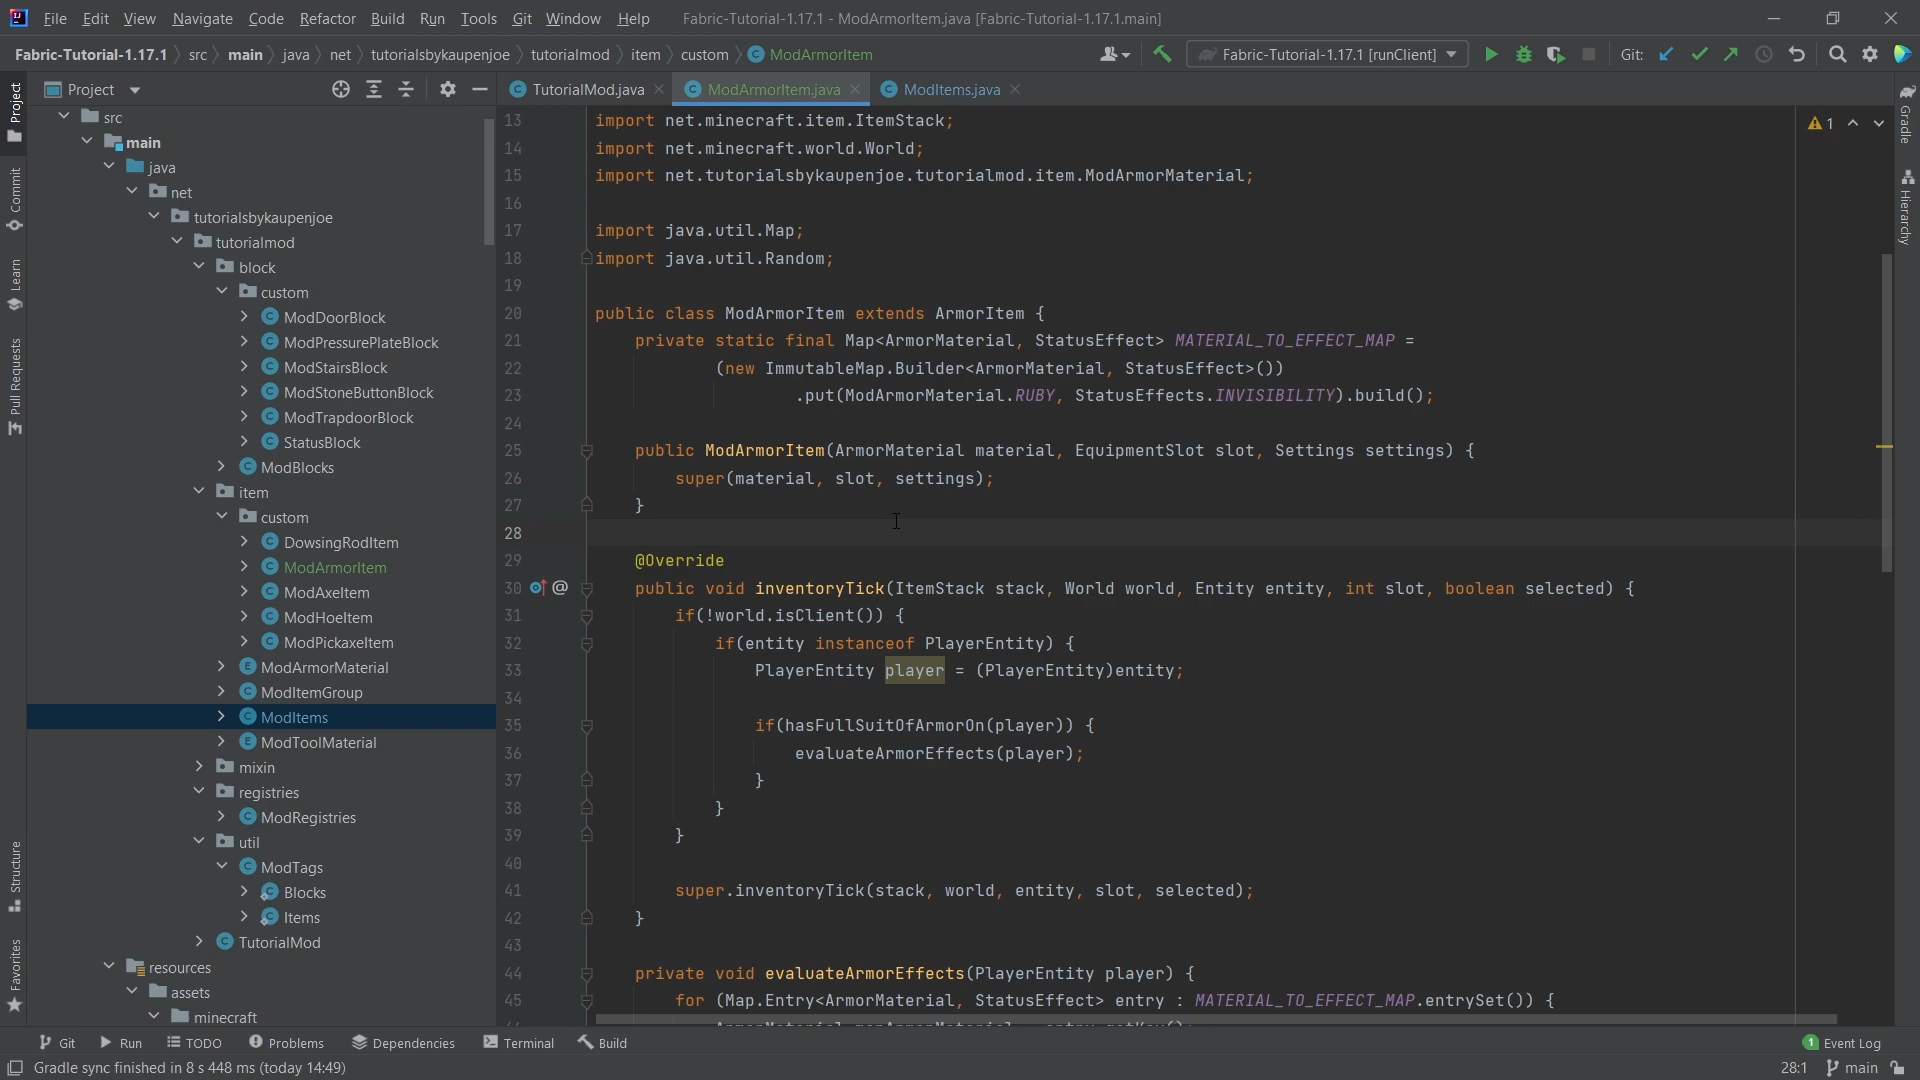 File Edit View Navigate Code Refactor Build Run Tools Git Window Help Fabric-Tutorial-1.17.1 - ModArmorItem.java [Fabric-Tutorial-1.17.1.main]
Fabric-Tutorial-1.17.1 src main java net tutorialsbykaupenjoe tutorialmod item custom ModArmorItem Fabric-Tutorial-1.17.1 [runClient] Git:
Project TutorialMod.java ModArmorItem.java ModItems.java
Project
Commit
Learn
Pull Requests
Structure
Favorites
src
main
java
net
tutorialsbykaupenjoe
tutorialmod
block
custom
ModDoorBlock
ModPressurePlateBlock
ModStairsBlock
ModStoneButtonBlock
ModTrapdoorBlock
StatusBlock
ModBlocks
item
custom
DowsingRodItem
ModArmorItem
ModAxeItem
ModHoeItem
ModPickaxeItem
ModArmorMaterial
ModItemGroup
ModItems
ModToolMaterial
mixin
registries
ModRegistries
util
ModTags
Blocks
Items
TutorialMod
resources
assets
minecraft
13 import net.minecraft.item.ItemStack;
14 import net.minecraft.world.World;
15 import net.tutorialsbykaupenjoe.tutorialmod.item.ModArmorMaterial;
16
17 import java.util.Map;
18 import java.util.Random;
19
20 public class ModArmorItem extends ArmorItem {
21 private static final Map<ArmorMaterial, StatusEffect> MATERIAL_TO_EFFECT_MAP =
22 (new ImmutableMap.Builder<ArmorMaterial, StatusEffect>())
23 .put(ModArmorMaterial.RUBY, StatusEffects.INVISIBILITY).build();
24
25 public ModArmorItem(ArmorMaterial material, EquipmentSlot slot, Settings settings) {
26 super(material, slot, settings);
27 }
28
29 @Override
30 @ public void inventoryTick(ItemStack stack, World world, Entity entity, int slot, boolean selected) {
31 if(!world.isClient()) {
32 if(entity instanceof PlayerEntity) {
33 PlayerEntity player = (PlayerEntity)entity;
34
35 if(hasFullSuitOfArmorOn(player)) {
36 evaluateArmorEffects(player);
37 }
38 }
39 }
40
41 super.inventoryTick(stack, world, entity, slot, selected);
42 }
43
44 private void evaluateArmorEffects(PlayerEntity player) {
45 for (Map.Entry<ArmorMaterial, StatusEffect> entry : MATERIAL_TO_EFFECT_MAP.entrySet()) {
1
Gradle
Hierarchy
Git Run TODO Problems Dependencies Terminal Build 1 Event Log
Gradle sync finished in 8 s 448 ms (today 14:49) 28:1 main